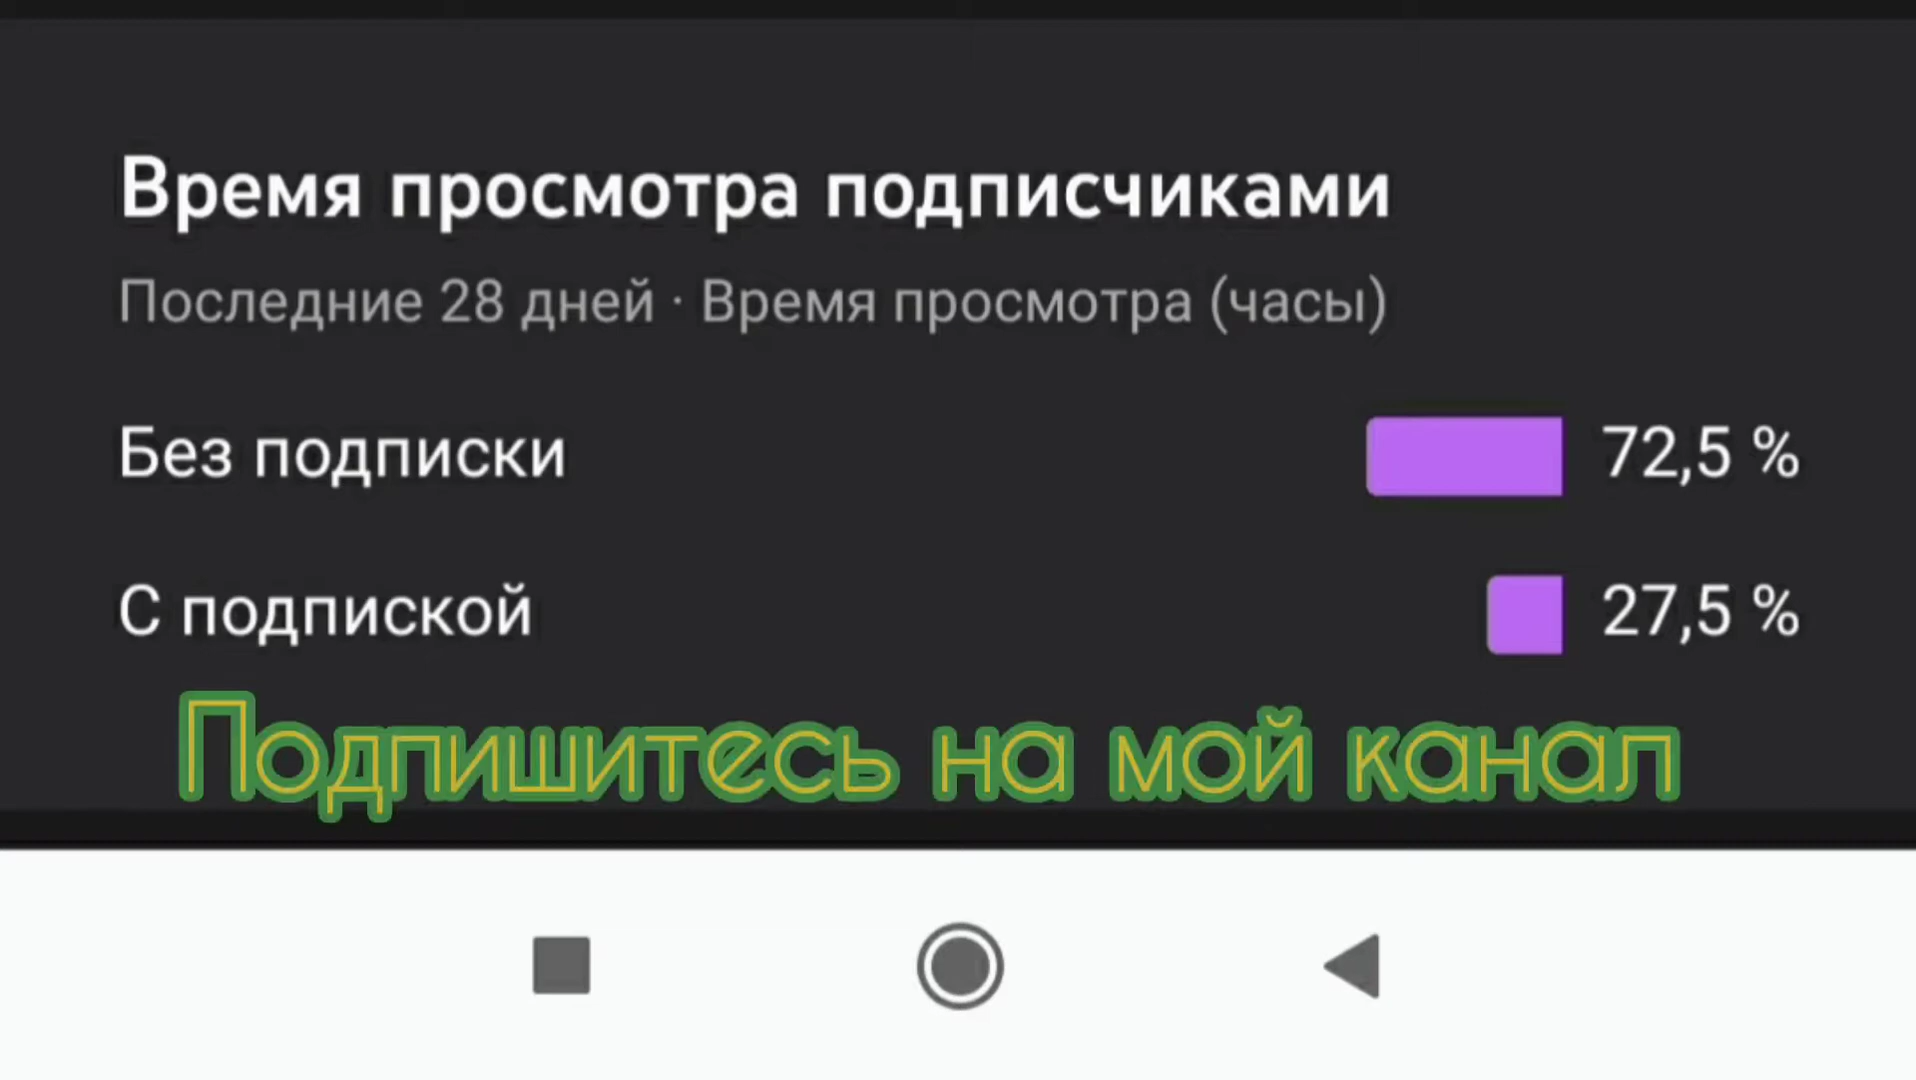 Время просмотра подписчиками
Последние 28 дней · Время просмотра (часы)
Без подписки 72,5 %
С подпиской 27,5 %
Подпишитесь на мой канал